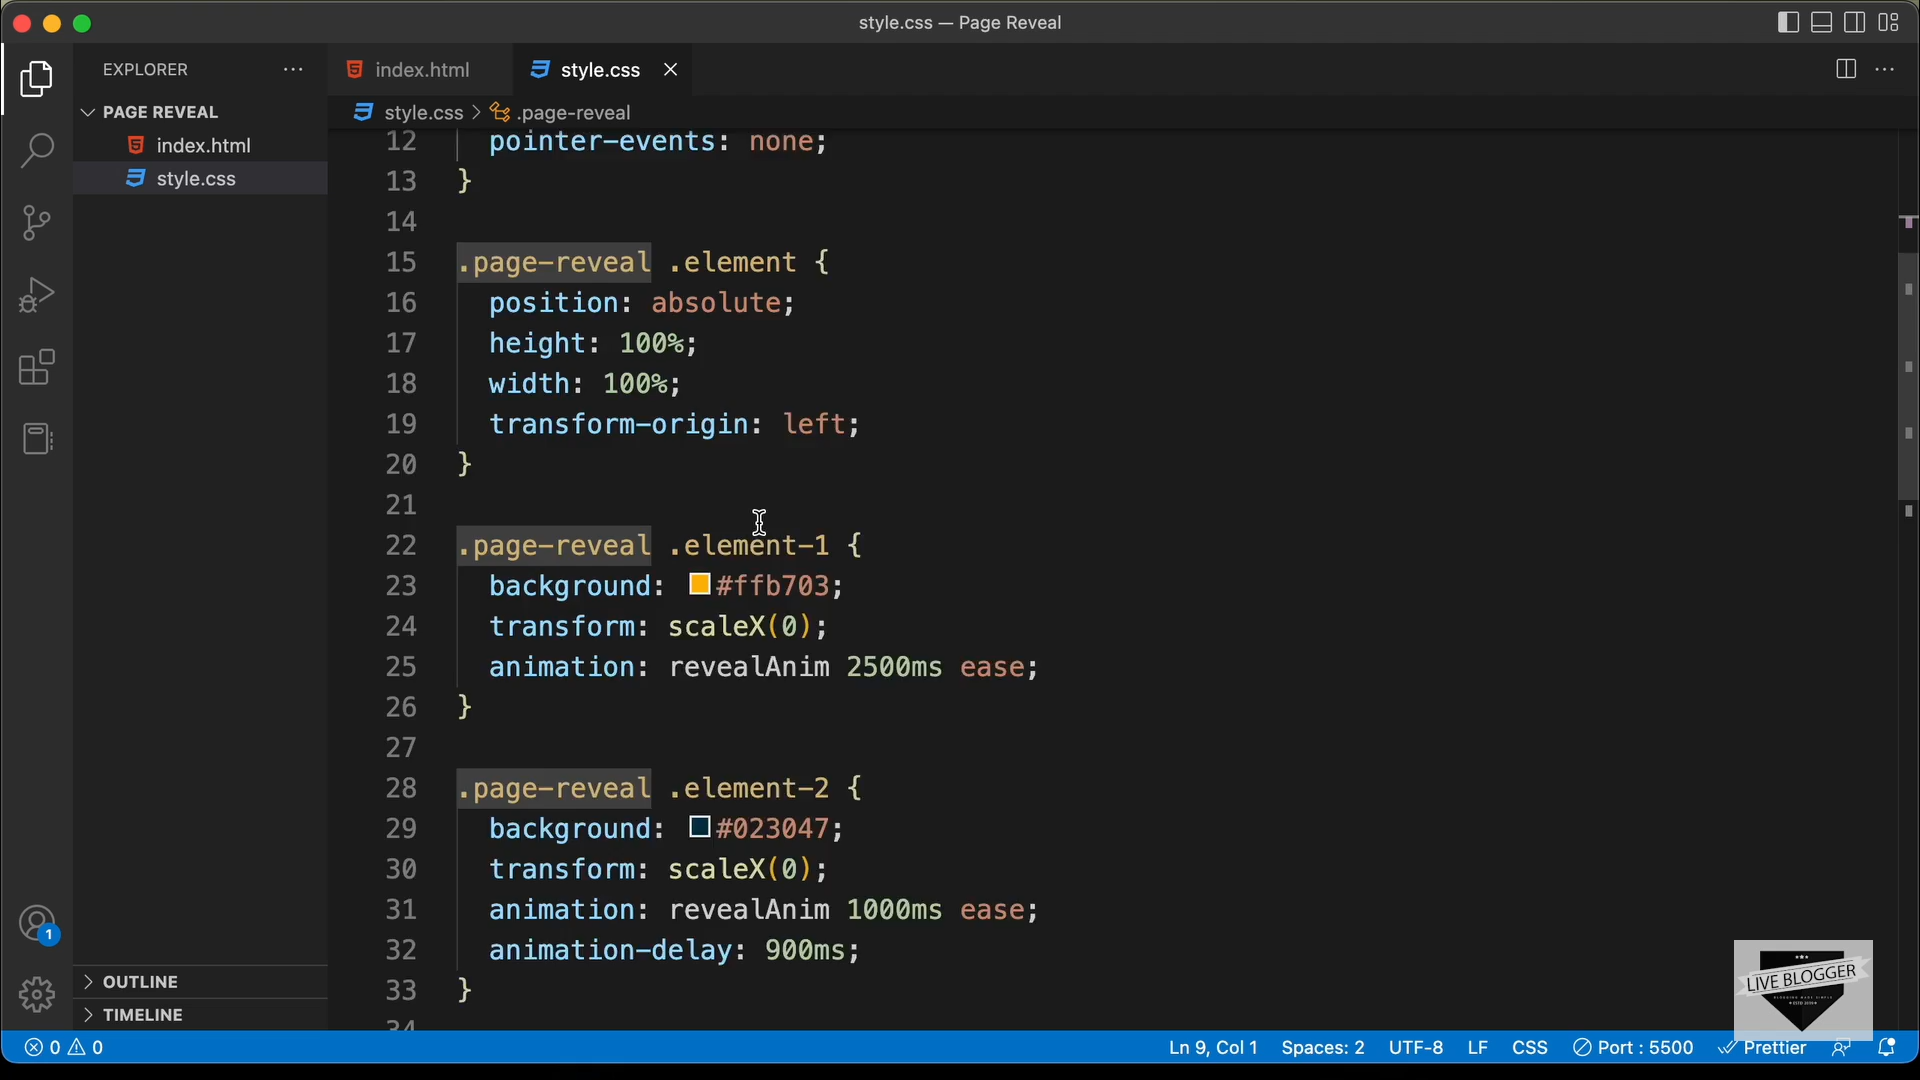 style.css — Page Reveal
EXPLORER
index.html
style.css
PAGE REVEAL
style.css > .page-reveal
index.html
style.css
12 pointer-events: none;
13 }
14
15 .page-reveal .element {
16 position: absolute;
17 height: 100%;
18 width: 100%;
19 transform-origin: left;
20 }
21
22 .page-reveal .element-1 {
23 background: #ffb703;
24 transform: scaleX(0);
25 animation: revealAnim 2500ms ease;
26 }
27
28 .page-reveal .element-2 {
29 background: #023047;
30 transform: scaleX(0);
31 animation: revealAnim 1000ms ease;
32 animation-delay: 900ms;
33 }
34
1
OUTLINE
TIMELINE
LIVE BLOGGER
0 0
Ln 9, Col 1 Spaces: 2 UTF-8 LF CSS Port : 5500 Prettier